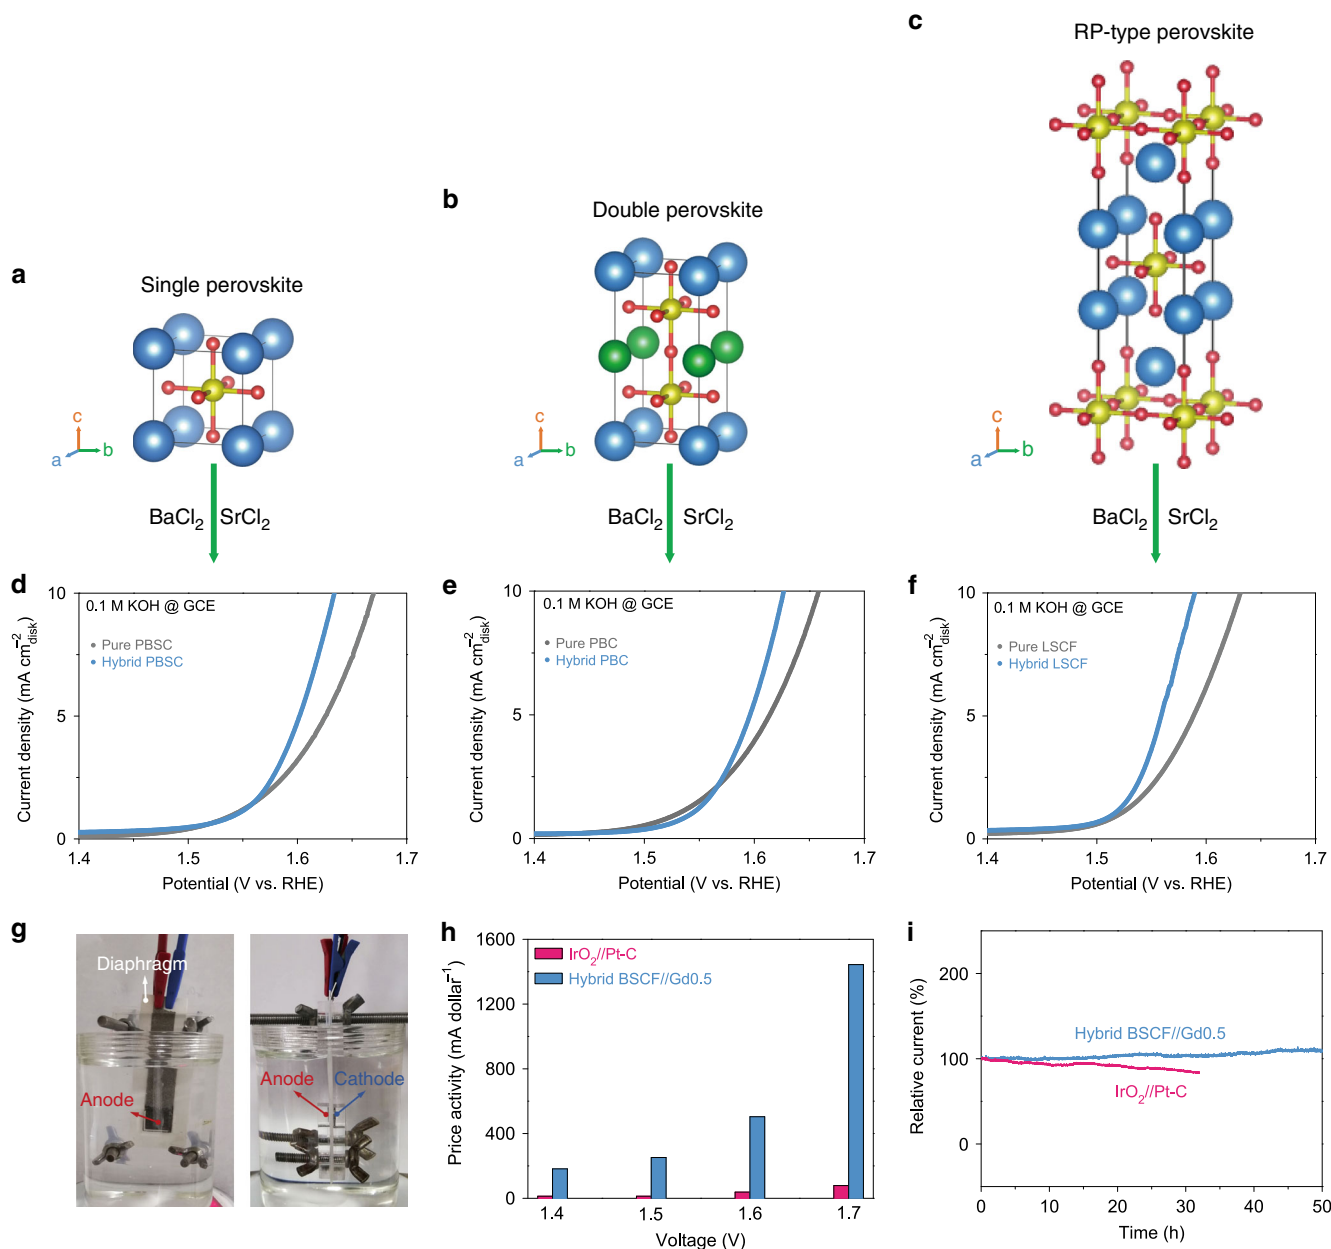 c
RP-type perovskite
b
Double perovskite
a
Single perovskite
c
a
b
c
a
b
c
a
b
BaCl2 SrCl2
BaCl2 SrCl2
BaCl2 SrCl2
d
10
5
0
1.4 1.5 1.6 1.7
Current density (mA cm−2disk)
Potential (V vs. RHE)
0.1 M KOH @ GCE
Pure PBSC
Hybrid PBSC
e
10
5
0
1.4 1.5 1.6 1.7
Current density (mA cm−2disk)
Potential (V vs. RHE)
0.1 M KOH @ GCE
Pure PBC
Hybrid PBC
f
10
5
0
1.4 1.5 1.6 1.7
Current density (mA cm−2disk)
Potential (V vs. RHE)
0.1 M KOH @ GCE
Pure LSCF
Hybrid LSCF
g
Diaphragm
Anode
Anode
Cathode
h
1600
1200
800
400
0
1.4 1.5 1.6 1.7
Price activity (mA dollar−1)
Voltage (V)
IrO2//Pt-C
Hybrid BSCF//Gd0.5
i
200
100
0
0 10 20 30 40 50
Relative current (%)
Time (h)
Hybrid BSCF//Gd0.5
IrO2//Pt-C